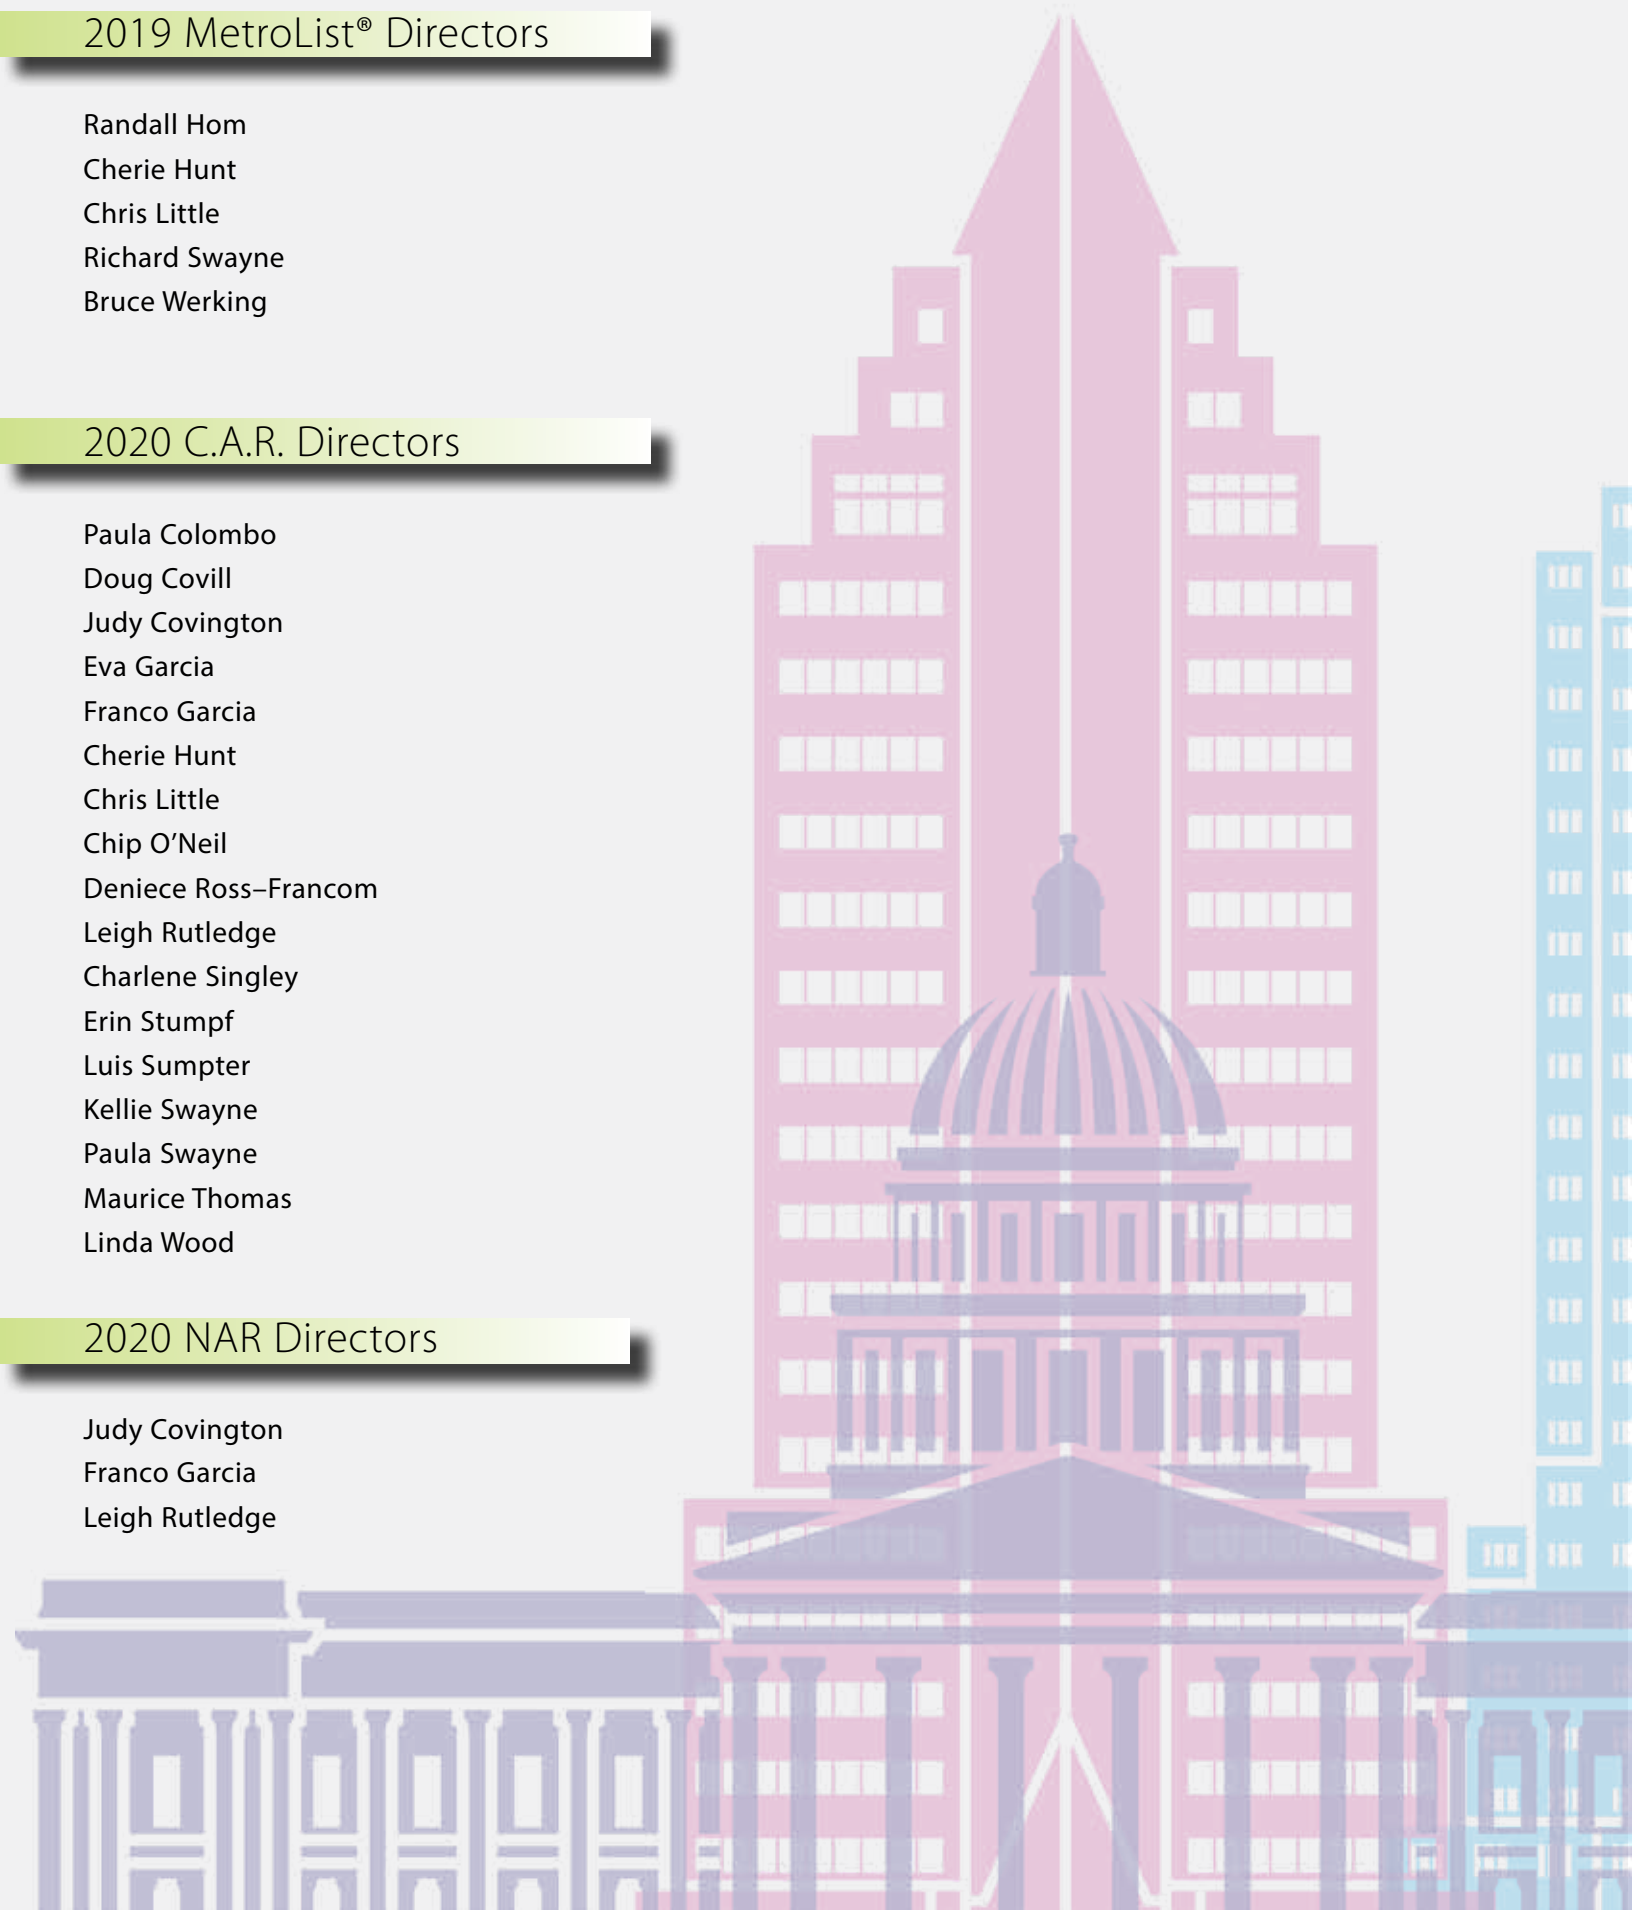 2019 MetroList® Directors
Randall Hom
Cherie Hunt
Chris Little
Richard Swayne
Bruce Werking
2020 C.A.R. Directors
Paula Colombo
Doug Covill
Judy Covington
Eva Garcia
Franco Garcia
Cherie Hunt
Chris Little
Chip O’Neil
Deniece Ross–Francom
Leigh Rutledge
Charlene Singley
Erin Stumpf
Luis Sumpter
Kellie Swayne
Paula Swayne
Maurice Thomas
Linda Wood
2020 NAR Directors
Judy Covington
Franco Garcia
Leigh Rutledge